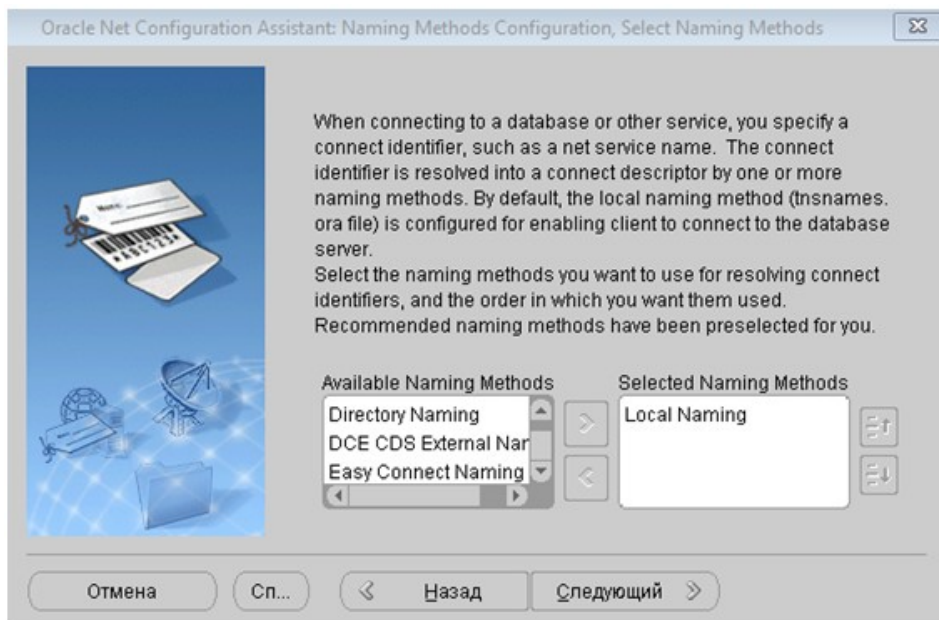 Oracle Net Configuration Assistant: Naming Methods Configuration, Select Naming Methods
When connecting to a database or other service, you specify a
connect identifier, such as a net service name. The connect
identifier is resolved into a connect descriptor by one or more
naming methods. By default, the local naming method (tnsnames.
ora file) is configured for enabling client to connect to the database
server.
Select the naming methods you want to use for resolving connect
identifiers, and the order in which you want them used.
Recommended naming methods have been preselected for you.
Available Naming Methods
Directory Naming
DCE CDS External Nar
Easy Connect Naming
Selected Naming Methods
Local Naming
Отмена
Сп...
Назад
Следующий